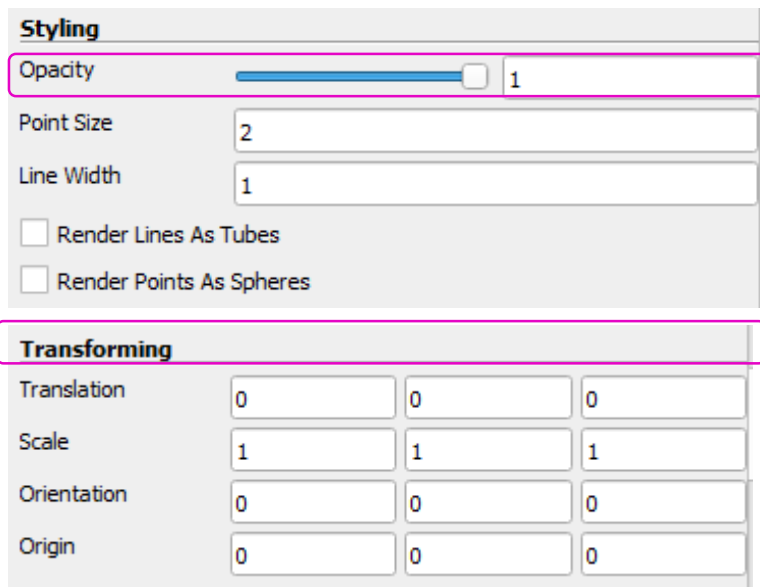 Styling
Opacity 1
Point Size 2
Line Width 1
Render Lines As Tubes
Render Points As Spheres
Transforming
Translation 0 0 0
Scale 1 1 1
Orientation 0 0 0
Origin 0 0 0